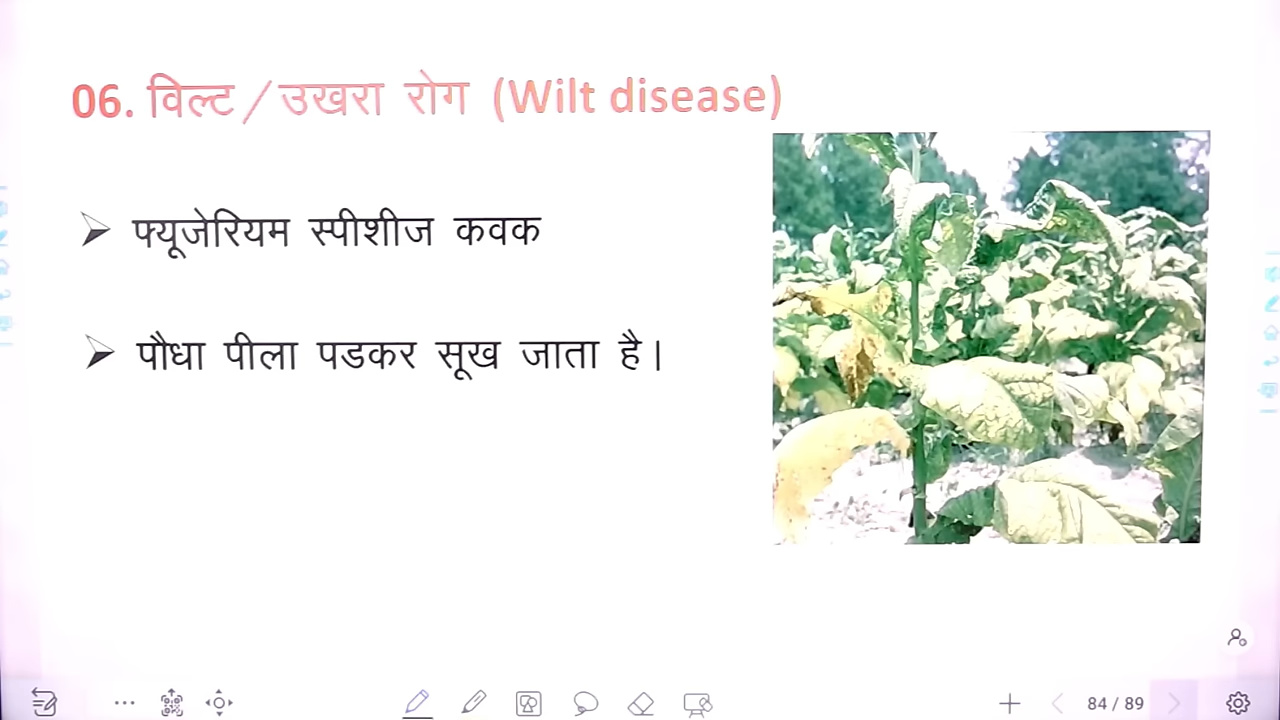 06. विल्ट/उखरा रोग (Wilt disease)
फ्यूजेरियम स्पीशीज कवक
पौधा पीला पडकर सूख जाता है।
84 / 89